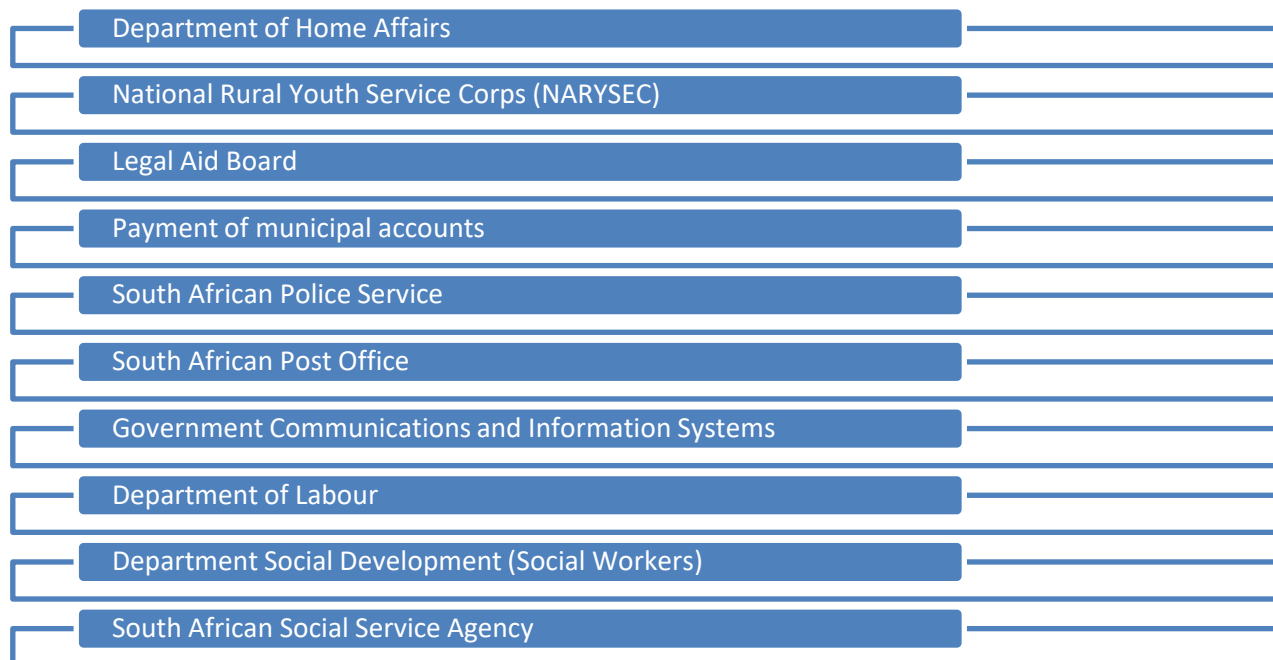 Department of Home Affairs
National Rural Youth Service Corps (NARYSEC)
Legal Aid Board
Payment of municipal accounts
South African Police Service
South African Post Office
Government Communications and Information Systems
Department of Labour
Department Social Development (Social Workers)
South African Social Service Agency